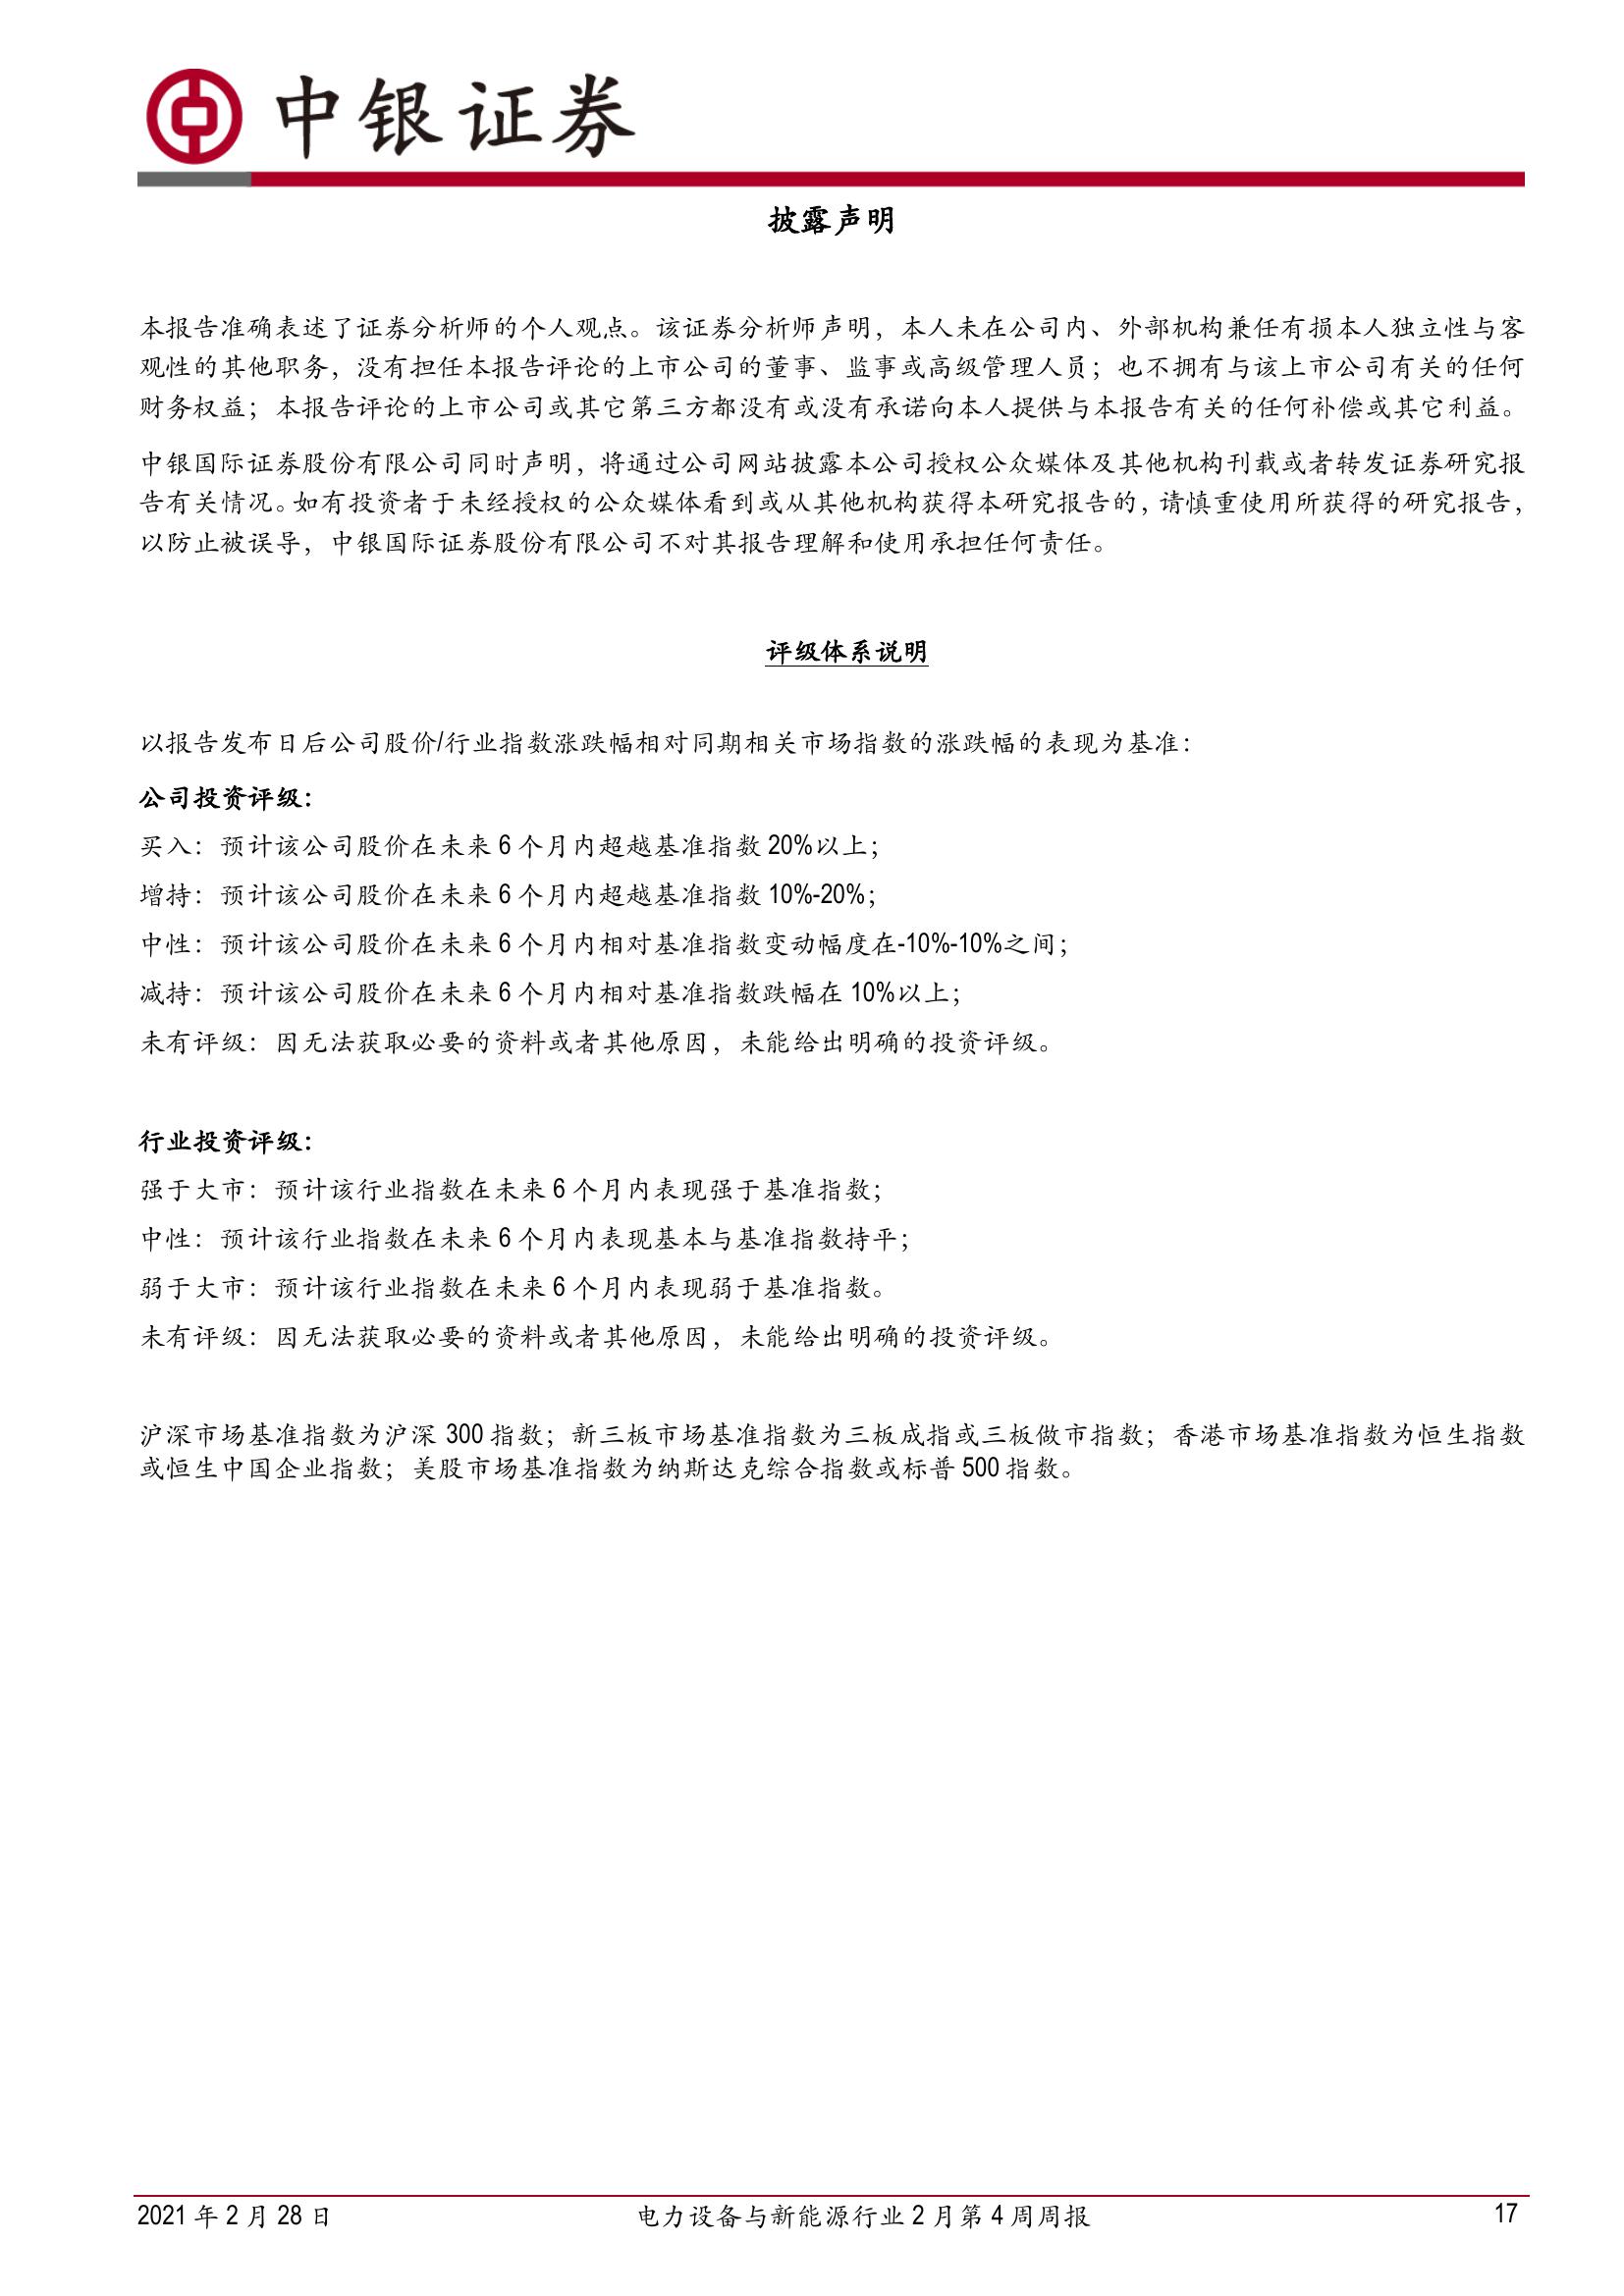 中银证券
披露声明
本报告准确表述了证券分析师的个人观点。该证券分析师声明，本人未在公司内、外部机构兼任有损本人独立性与客
观性的其他职务，没有担任本报告评论的上市公司的董事、监事或高级管理人员；也不拥有与该上市公司有关的任何
财务权益；本报告评论的上市公司或其它第三方都没有或没有承诺向本人提供与本报告有关的任何补偿或其它利益。
中银国际证券股份有限公司同时声明，将通过公司网站披露本公司授权公众媒体及其他机构刊载或者转发证券研究报
告有关情况。如有投资者于未经授权的公众媒体看到或从其他机构获得本研究报告的，请慎重使用所获得的研究报告，
以防止被误导，中银国际证券股份有限公司不对其报告理解和使用承担任何责任。
评级体系说明
以报告发布日后公司股价/行业指数涨跌幅相对同期相关市场指数的涨跌幅的表现为基准：
公司投资评级：
买入：预计该公司股价在未来 6 个月内超越基准指数 20%以上；
增持：预计该公司股价在未来 6 个月内超越基准指数 10%-20%；
中性：预计该公司股价在未来 6 个月内相对基准指数变动幅度在-10%-10%之间；
减持：预计该公司股价在未来 6 个月内相对基准指数跌幅在 10%以上；
未有评级：因无法获取必要的资料或者其他原因，未能给出明确的投资评级。
行业投资评级：
强于大市：预计该行业指数在未来 6 个月内表现强于基准指数；
中性：预计该行业指数在未来 6 个月内表现基本与基准指数持平；
弱于大市：预计该行业指数在未来 6 个月内表现弱于基准指数。
未有评级：因无法获取必要的资料或者其他原因，未能给出明确的投资评级。
沪深市场基准指数为沪深 300 指数；新三板市场基准指数为三板成指或三板做市指数；香港市场基准指数为恒生指数
或恒生中国企业指数；美股市场基准指数为纳斯达克综合指数或标普 500 指数。
2021 年 2 月 28 日 电力设备与新能源行业 2 月第 4 周周报 17